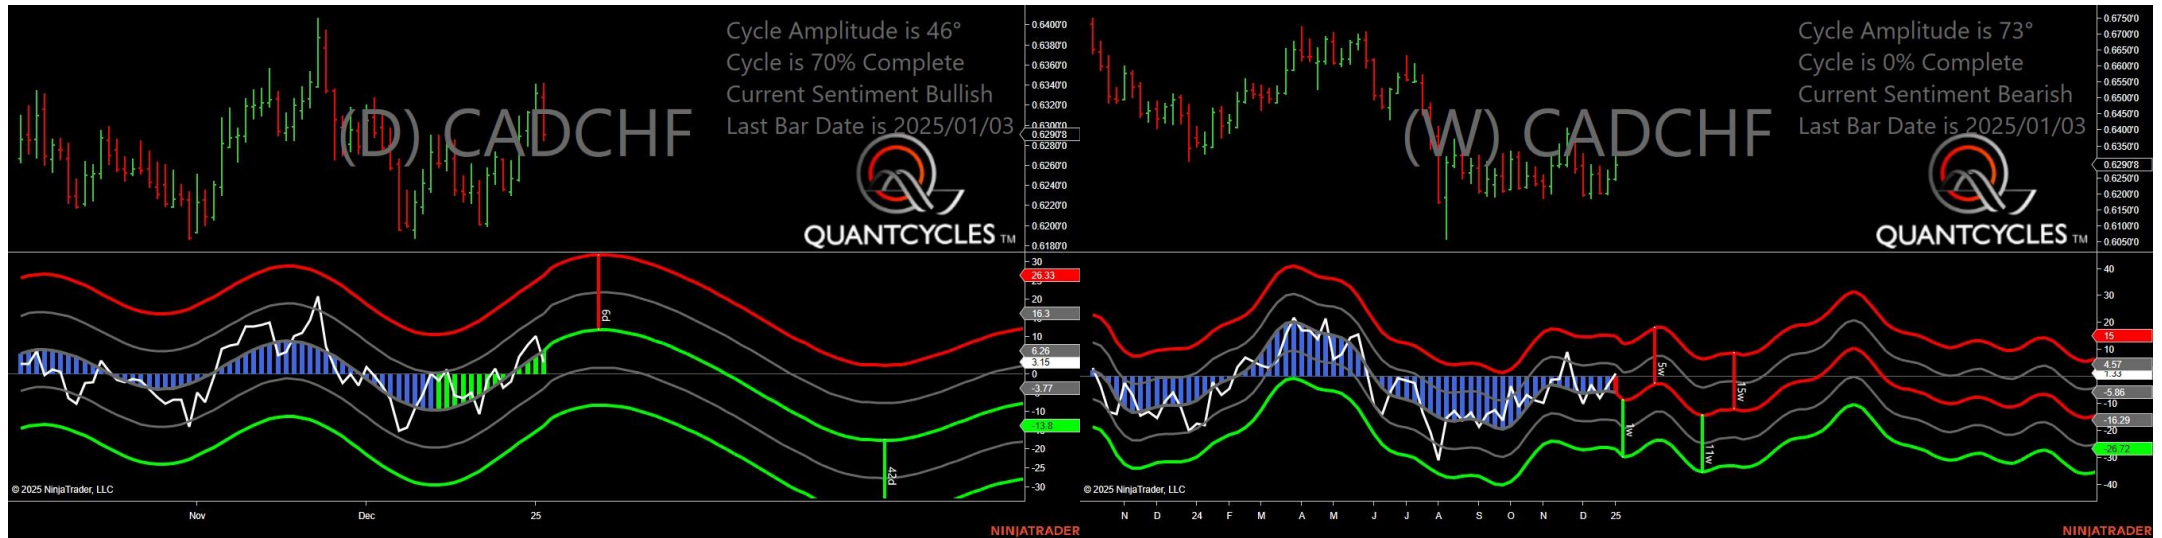 Cycle Amplitude is 46°
Cycle is 70% Complete
Current Sentiment Bullish
Last Bar Date is 2025/01/03
(D) CADCHF
QUANTCYCLES TM
0.6400'0
0.6380'0
0.6360'0
0.6340'0
0.6320'0
0.6300'0
0.6290'8
0.6280'0
0.6260'0
0.6240'0
0.6220'0
0.6200'0
0.6180'0
30
26.33
20
16.3
10
6.26
3.15
0
-3.77
-10
-13.8
-20
-25
-30
6d
42d
© 2025 NinjaTrader, LLC
Nov Dec 25
NINJATRADER
Cycle Amplitude is 73°
Cycle is 0% Complete
Current Sentiment Bearish
Last Bar Date is 2025/01/03
(W) CADCHF
QUANTCYCLES TM
0.6750'0
0.6700'0
0.6650'0
0.6600'0
0.6550'0
0.6500'0
0.6450'0
0.6400'0
0.6350'0
0.6290'8
0.6250'0
0.6200'0
0.6150'0
0.6100'0
0.6050'0
40
30
20
15
10
4.57
1.33
-5.86
-10
-16.29
-20
-26.72
-30
-40
5w
15w
1w
11w
© 2025 NinjaTrader, LLC
N D 24 F M A M J J A S O N D 25
NINJATRADER